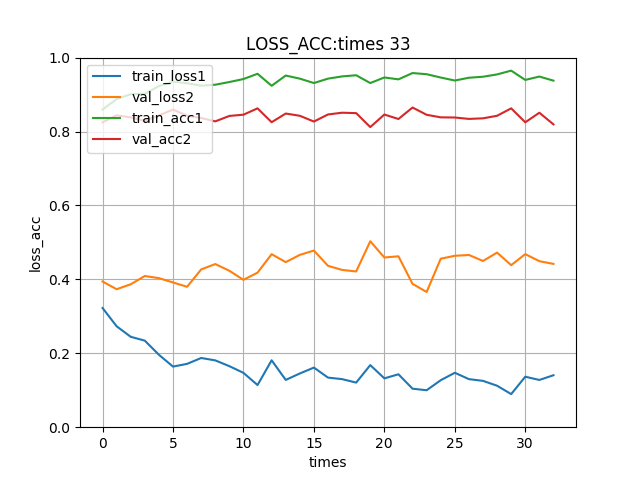 LOSS_ACC:times 33
1.0
0.8
0.6
0.4
0.2
0.0
loss_acc
train_loss1
val_loss2
train_acc1
val_acc2
0 5 10 15 20 25 30
times